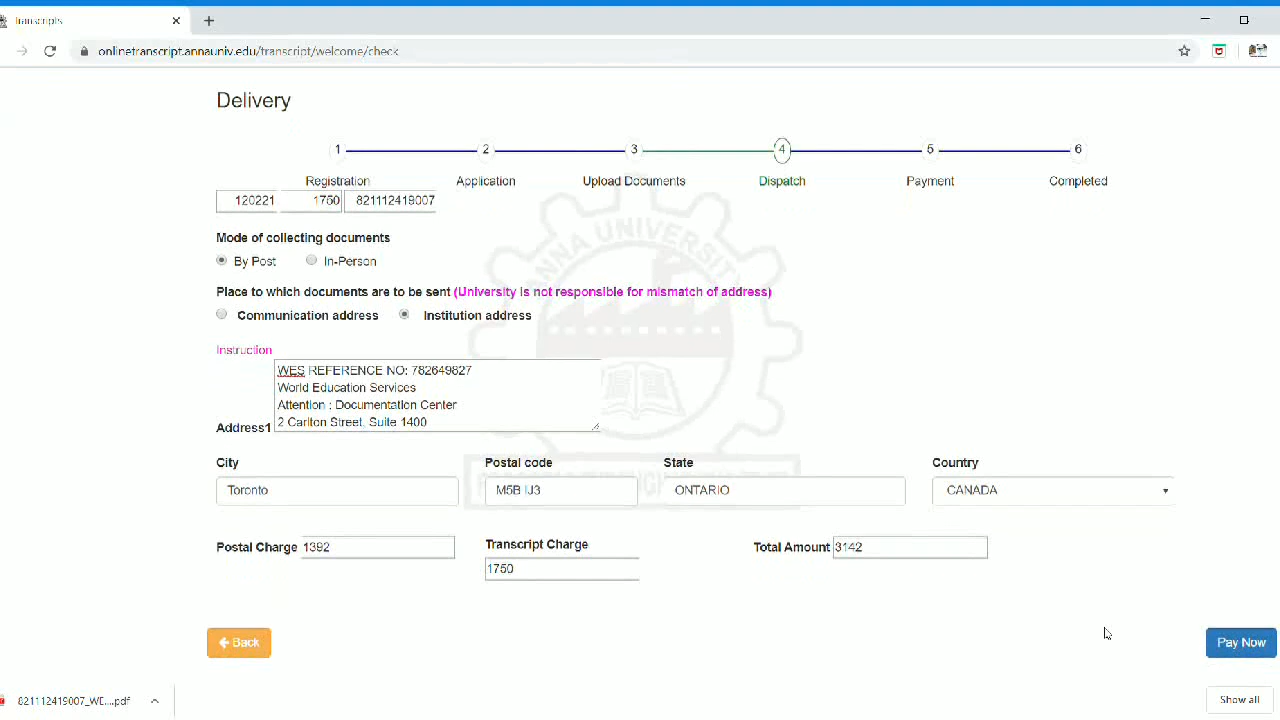 Transcripts
onlinetranscript.annauniv.edu/transcript/welcome/check
Delivery
1 2 3 4 5 6
Registration Application Upload Documents Dispatch Payment Completed
120221 1750 821112419007
Mode of collecting documents
By Post In-Person
Place to which documents are to be sent (University is not responsible for mismatch of address)
Communication address Institution address
Instruction
WES REFERENCE NO: 782649827
World Education Services
Attention : Documentation Center
2 Carlton Street, Suite 1400
Address1
City Postal code State Country
Toronto M5B IJ3 ONTARIO CANADA
Postal Charge 1392 Transcript Charge Total Amount 3142
1750
ANNA UNIVERSITY
Back Pay Now
821112419007_WE....pdf Show all